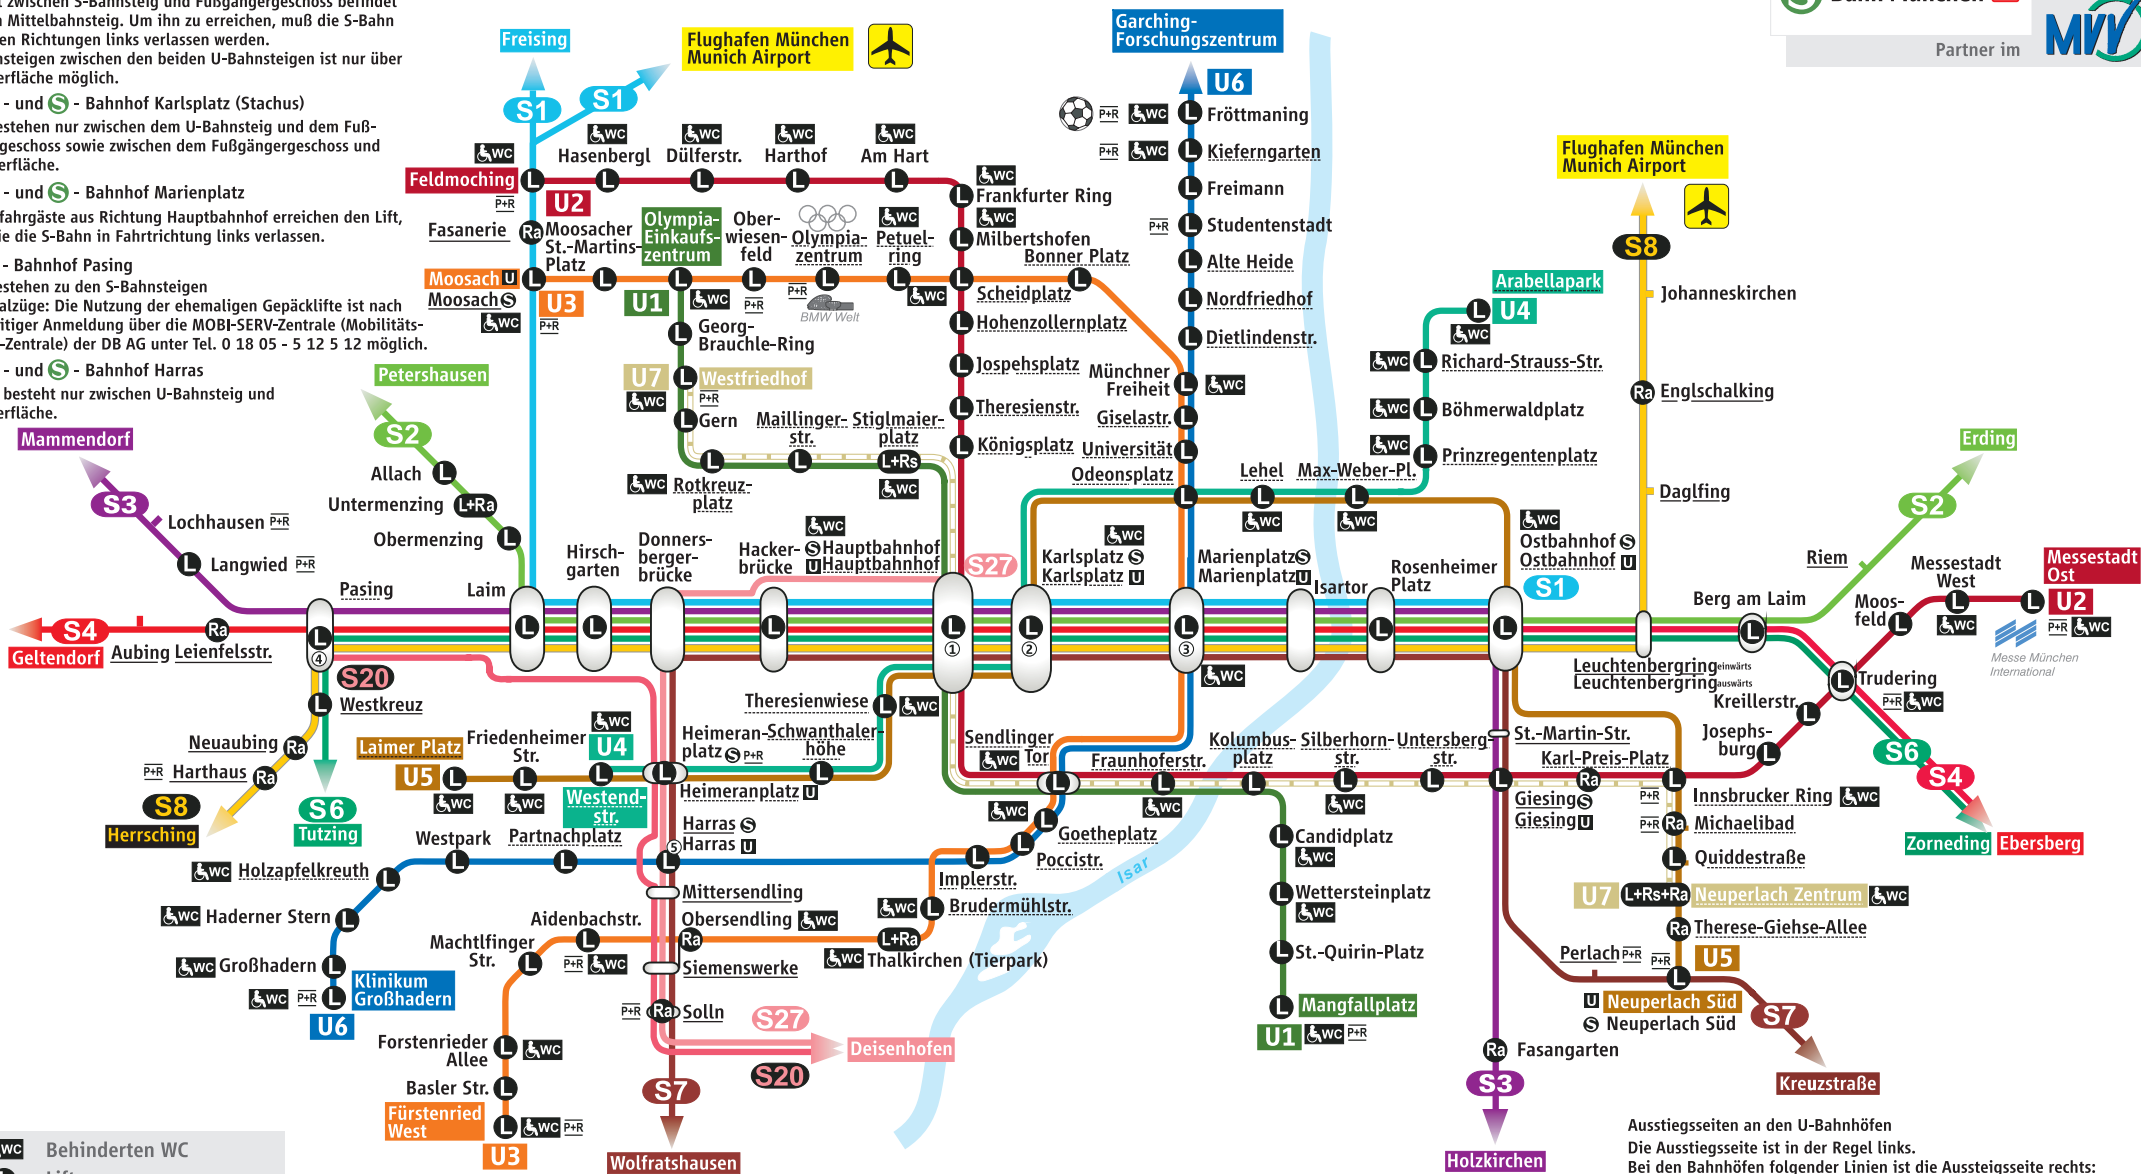 zwischen S-Bahnsteig und Fußgängergeschoss befindet
Mittelbahnsteig. Um ihn zu erreichen, muß die S-Bahn
en Richtungen links verlassen werden.
nsteigen zwischen den beiden U-Bahnsteigen ist nur über
erfläche möglich.
- und S - Bahnhof Karlsplatz (Stachus)
estehen nur zwischen dem U-Bahnsteig und dem Fuß-
geschoss sowie zwischen dem Fußgängergeschoss und
erfläche.
- und S - Bahnhof Marienplatz
fahrgäste aus Richtung Hauptbahnhof erreichen den Lift,
ie die S-Bahn in Fahrtrichtung links verlassen.
- Bahnhof Pasing
estehen zu den S-Bahnsteigen
alzüge: Die Nutzung der ehemaligen Gepäcklifte ist nach
itiger Anmeldung über die MOBI-SERV-Zentrale (Mobilitäts-
-Zentrale) der DB AG unter Tel. 0 18 05 - 5 12 5 12 möglich.
- und S - Bahnhof Harras
besteht nur zwischen U-Bahnsteig und
erfläche.
Partner im
MVV
Freising
S1
S1
Flughafen München
Munich Airport
Garching-
Forschungszentrum
U6
Fröttmaning
Kieferngarten
Freimann
Studentenstadt
Alte Heide
Nordfriedhof
Dietlindenstr.
Münchner
Freiheit
Giselastr.
Universität
Odeonsplatz
Feldmoching
U2
Hasenbergl
Dülferstr.
Harthof
Am Hart
Frankfurter Ring
Milbertshofen
Bonner Platz
Scheidplatz
Hohenzollernplatz
Jospehsplatz
Theresienstr.
Königsplatz
Fasanerie
Moosacher
St.-Martins-
Platz
Olympia-
Einkaufs-
zentrum
Ober-
wiesen-
feld
Olympia-
zentrum
Petuel-
ring
Moosach U
Moosach S
U3
U1
BMW Welt
Georg-
Brauchle-Ring
U7
Westfriedhof
Gern
Maillinger-
str.
Stiglmaier-
platz
L+Rs
Rotkreuz-
platz
Flughafen München
Munich Airport
S8
Johanneskirchen
Englschalking
Daglfing
Arabellapark
U4
Richard-Strauss-Str.
Böhmerwaldplatz
Prinzregentenplatz
Lehel
Max-Weber-Pl.
Petershausen
S2
Allach
Untermenzing
L+Ra
Obermenzing
Mammendorf
S3
Lochhausen P+R
Langwied P+R
Pasing
Laim
Hirsch-
garten
Donners-
berger-
brücke
Hacker-
brücke
S Hauptbahnhof
U Hauptbahnhof
S27
Karlsplatz S
Karlsplatz U
Marienplatz S
Marienplatz U
Isartor
Rosenheimer
Platz
Ostbahnhof S
Ostbahnhof U
S1
Erding
S2
Riem
Berg am Laim
Moos-
feld
Messestadt
West
Messestadt
Ost
U2
Messe München
International
S4
Geltendorf
Aubing
Leienfelsstr.
S20
Westkreuz
Neuaubing
P+R Harthaus
S8
Herrsching
S6
Tutzing
Leuchtenbergring einwärts
Leuchtenbergring auswärts
Trudering
Kreillerstr.
Josephs-
burg
S6
S4
Zorneding
Ebersberg
Theresienwiese
Laimer Platz
U5
Friedenheimer
Str.
U4
Westend-
str.
Heimeran-
platz S P+R
Heimeranplatz U
Schwanthaler-
höhe
Sendlinger
Tor
Fraunhoferstr.
Kolumbus-
platz
Silberhorn-
str.
Untersberg-
str.
St.-Martin-Str.
Karl-Preis-Platz
Giesing S
Giesing U
Innsbrucker Ring
Michaelibad
Quiddestraße
U7
L+Rs+Ra
Neuperlach Zentrum
Therese-Giehse-Allee
Perlach P+R
U5
U Neuperlach Süd
S Neuperlach Süd
S7
Kreuzstraße
Harras S
Harras U
Westpark
Partnachplatz
Holzapfelkreuth
Haderner Stern
Großhadern
Klinikum
Großhadern
U6
Goetheplatz
Poccistr.
Implerstr.
Brudermühlstr.
L+Ra
Thalkirchen (Tierpark)
Mittersendling
Obersendling
Aidenbachstr.
Machtlfinger
Str.
Siemenswerke
P+R Solln
S27
Deisenhofen
S20
S7
Wolfratshausen
Forstenrieder
Allee
Basler Str.
Fürstenried
West
U3
Isar
Candidplatz
Wettersteinplatz
St.-Quirin-Platz
Mangfallplatz
U1
Fasangarten
S3
Holzkirchen
WC Behinderten WC
Ausstiegsseiten an den U-Bahnhöfen
Die Ausstiegsseite ist in der Regel links.
Bei den Bahnhöfen folgender Linien ist die Aussteigsseite rechts: